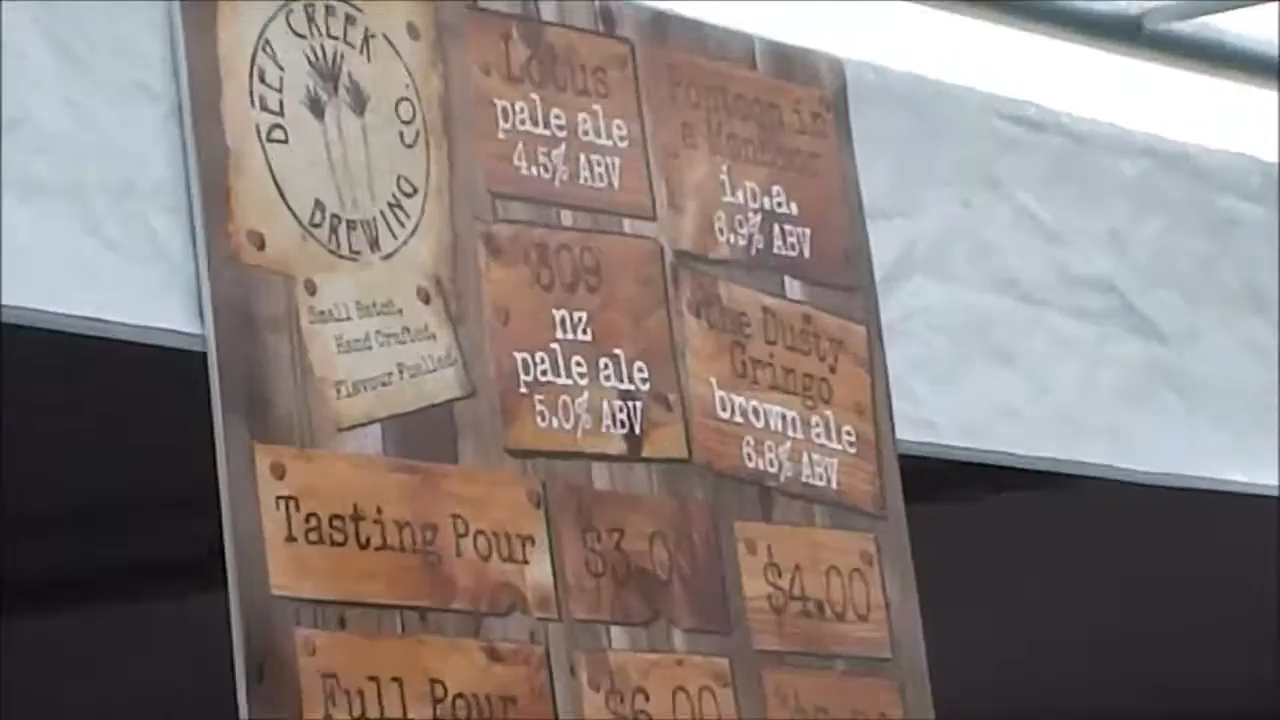 DEEP CREEK
BREWING CO.
Small Batch,
Hand Crafted,
Flavour Fuelled.
Lotus
pale ale
4.5% ABV
in
a
i.p.a.
6.9% ABV
309
nz
pale ale
5.0% ABV
The Dusty
Gringo
brown ale
6.8% ABV
Tasting Pour
$3.00
$4.00
Full Pour
$6.00